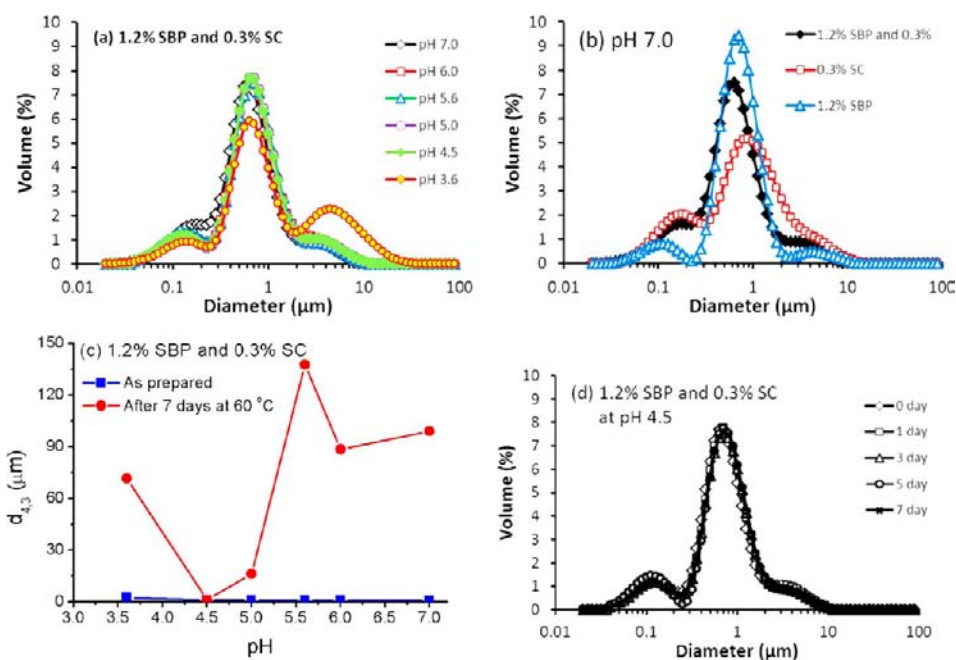 (a) 1.2% SBP and 0.3% SC
10
9
8
7
6
5
4
3
2
1
0
Volume (%)
pH 7.0
pH 6.0
pH 5.6
pH 5.0
pH 4.5
pH 3.6
0.01 0.1 1 10 100
Diameter (µm)
(b) pH 7.0
10
9
8
7
6
5
4
3
2
1
0
Volume (%)
1.2% SBP and 0.3%
0.3% SC
1.2% SBP
0.01 0.1 1 10 100
Diameter (µm)
(c) 1.2% SBP and 0.3% SC
150
120
90
60
30
0
d4,3 (µm)
As prepared
After 7 days at 60 °C
3.0 3.5 4.0 4.5 5.0 5.5 6.0 6.5 7.0
pH
(d) 1.2% SBP and 0.3% SC
at pH 4.5
10
9
8
7
6
5
4
3
2
1
0
Volume (%)
0 day
1 day
3 day
5 day
7 day
0.01 0.1 1 10 100
Diameter (µm)